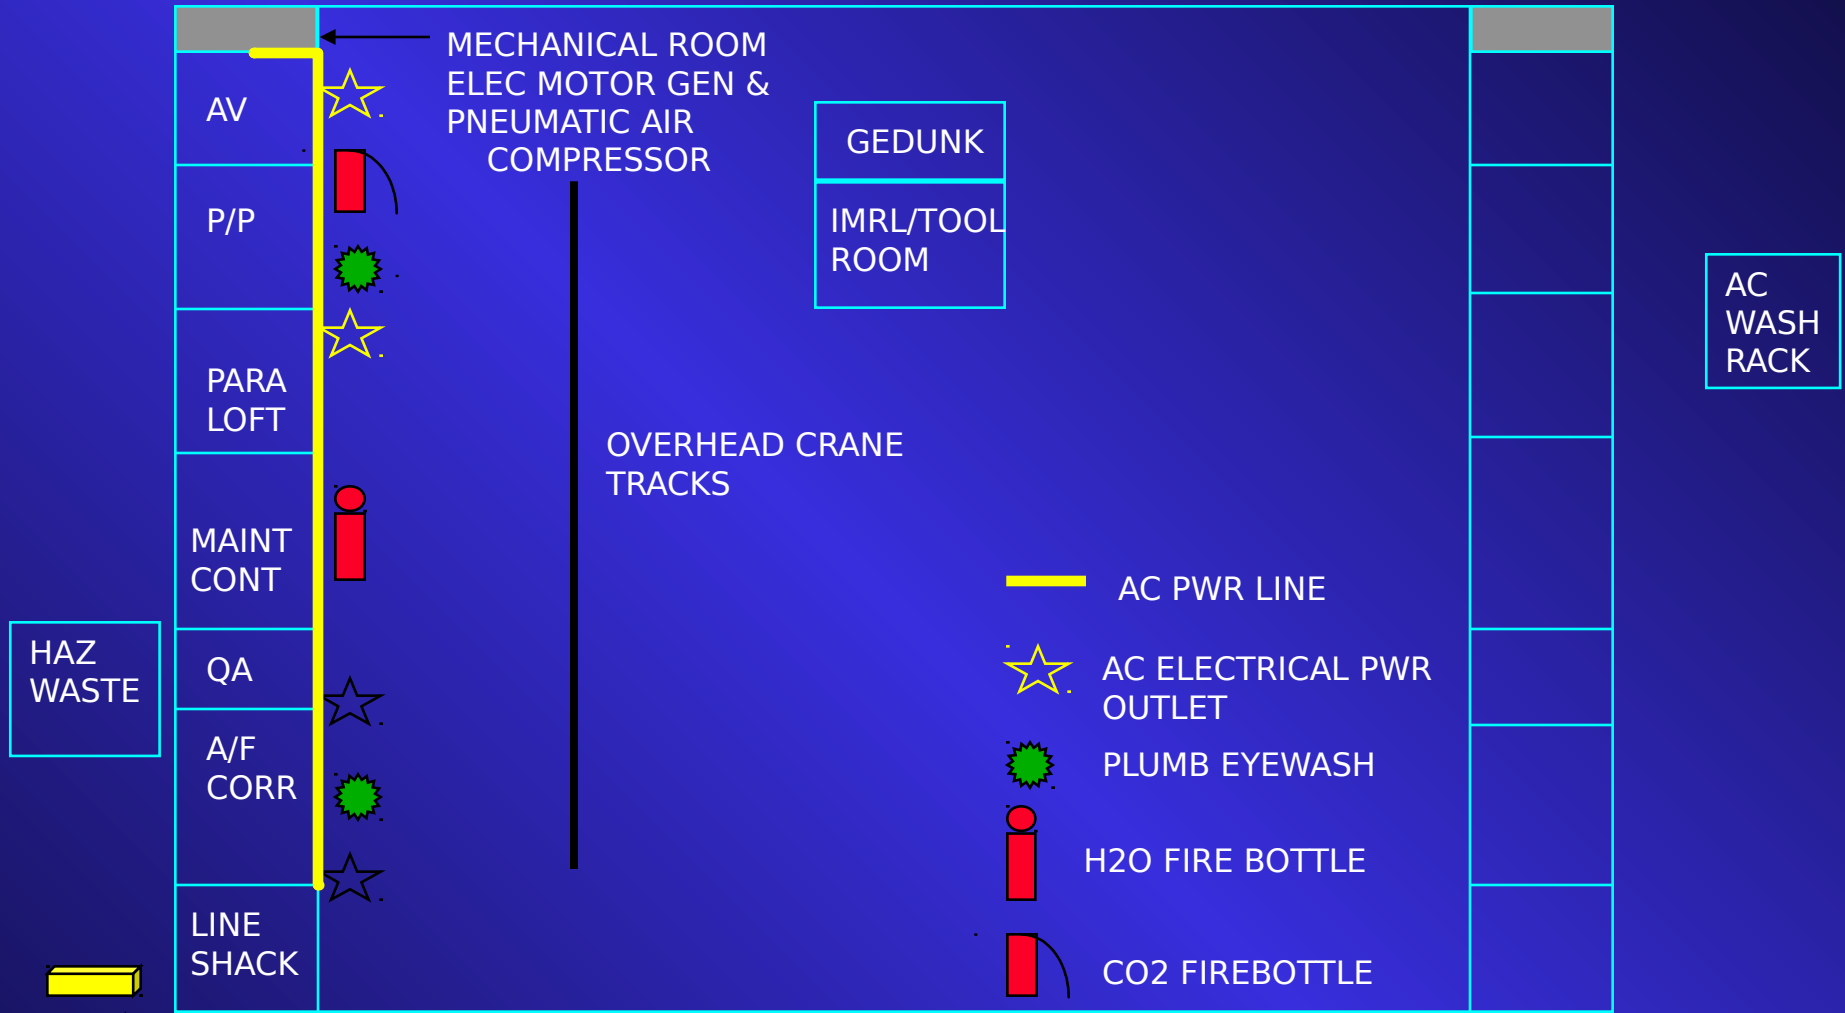 MECHANICAL ROOM
ELEC MOTOR GEN &
PNEUMATIC AIR
COMPRESSOR
AV
P/P
PARA
LOFT
MAINT
CONT
QA
A/F
CORR
LINE
SHACK
HAZ
WASTE
GEDUNK
IMRL/TOOL
ROOM
OVERHEAD CRANE
TRACKS
AC
WASH
RACK
AC PWR LINE
AC ELECTRICAL PWR
OUTLET
PLUMB EYEWASH
H2O FIRE BOTTLE
CO2 FIREBOTTLE